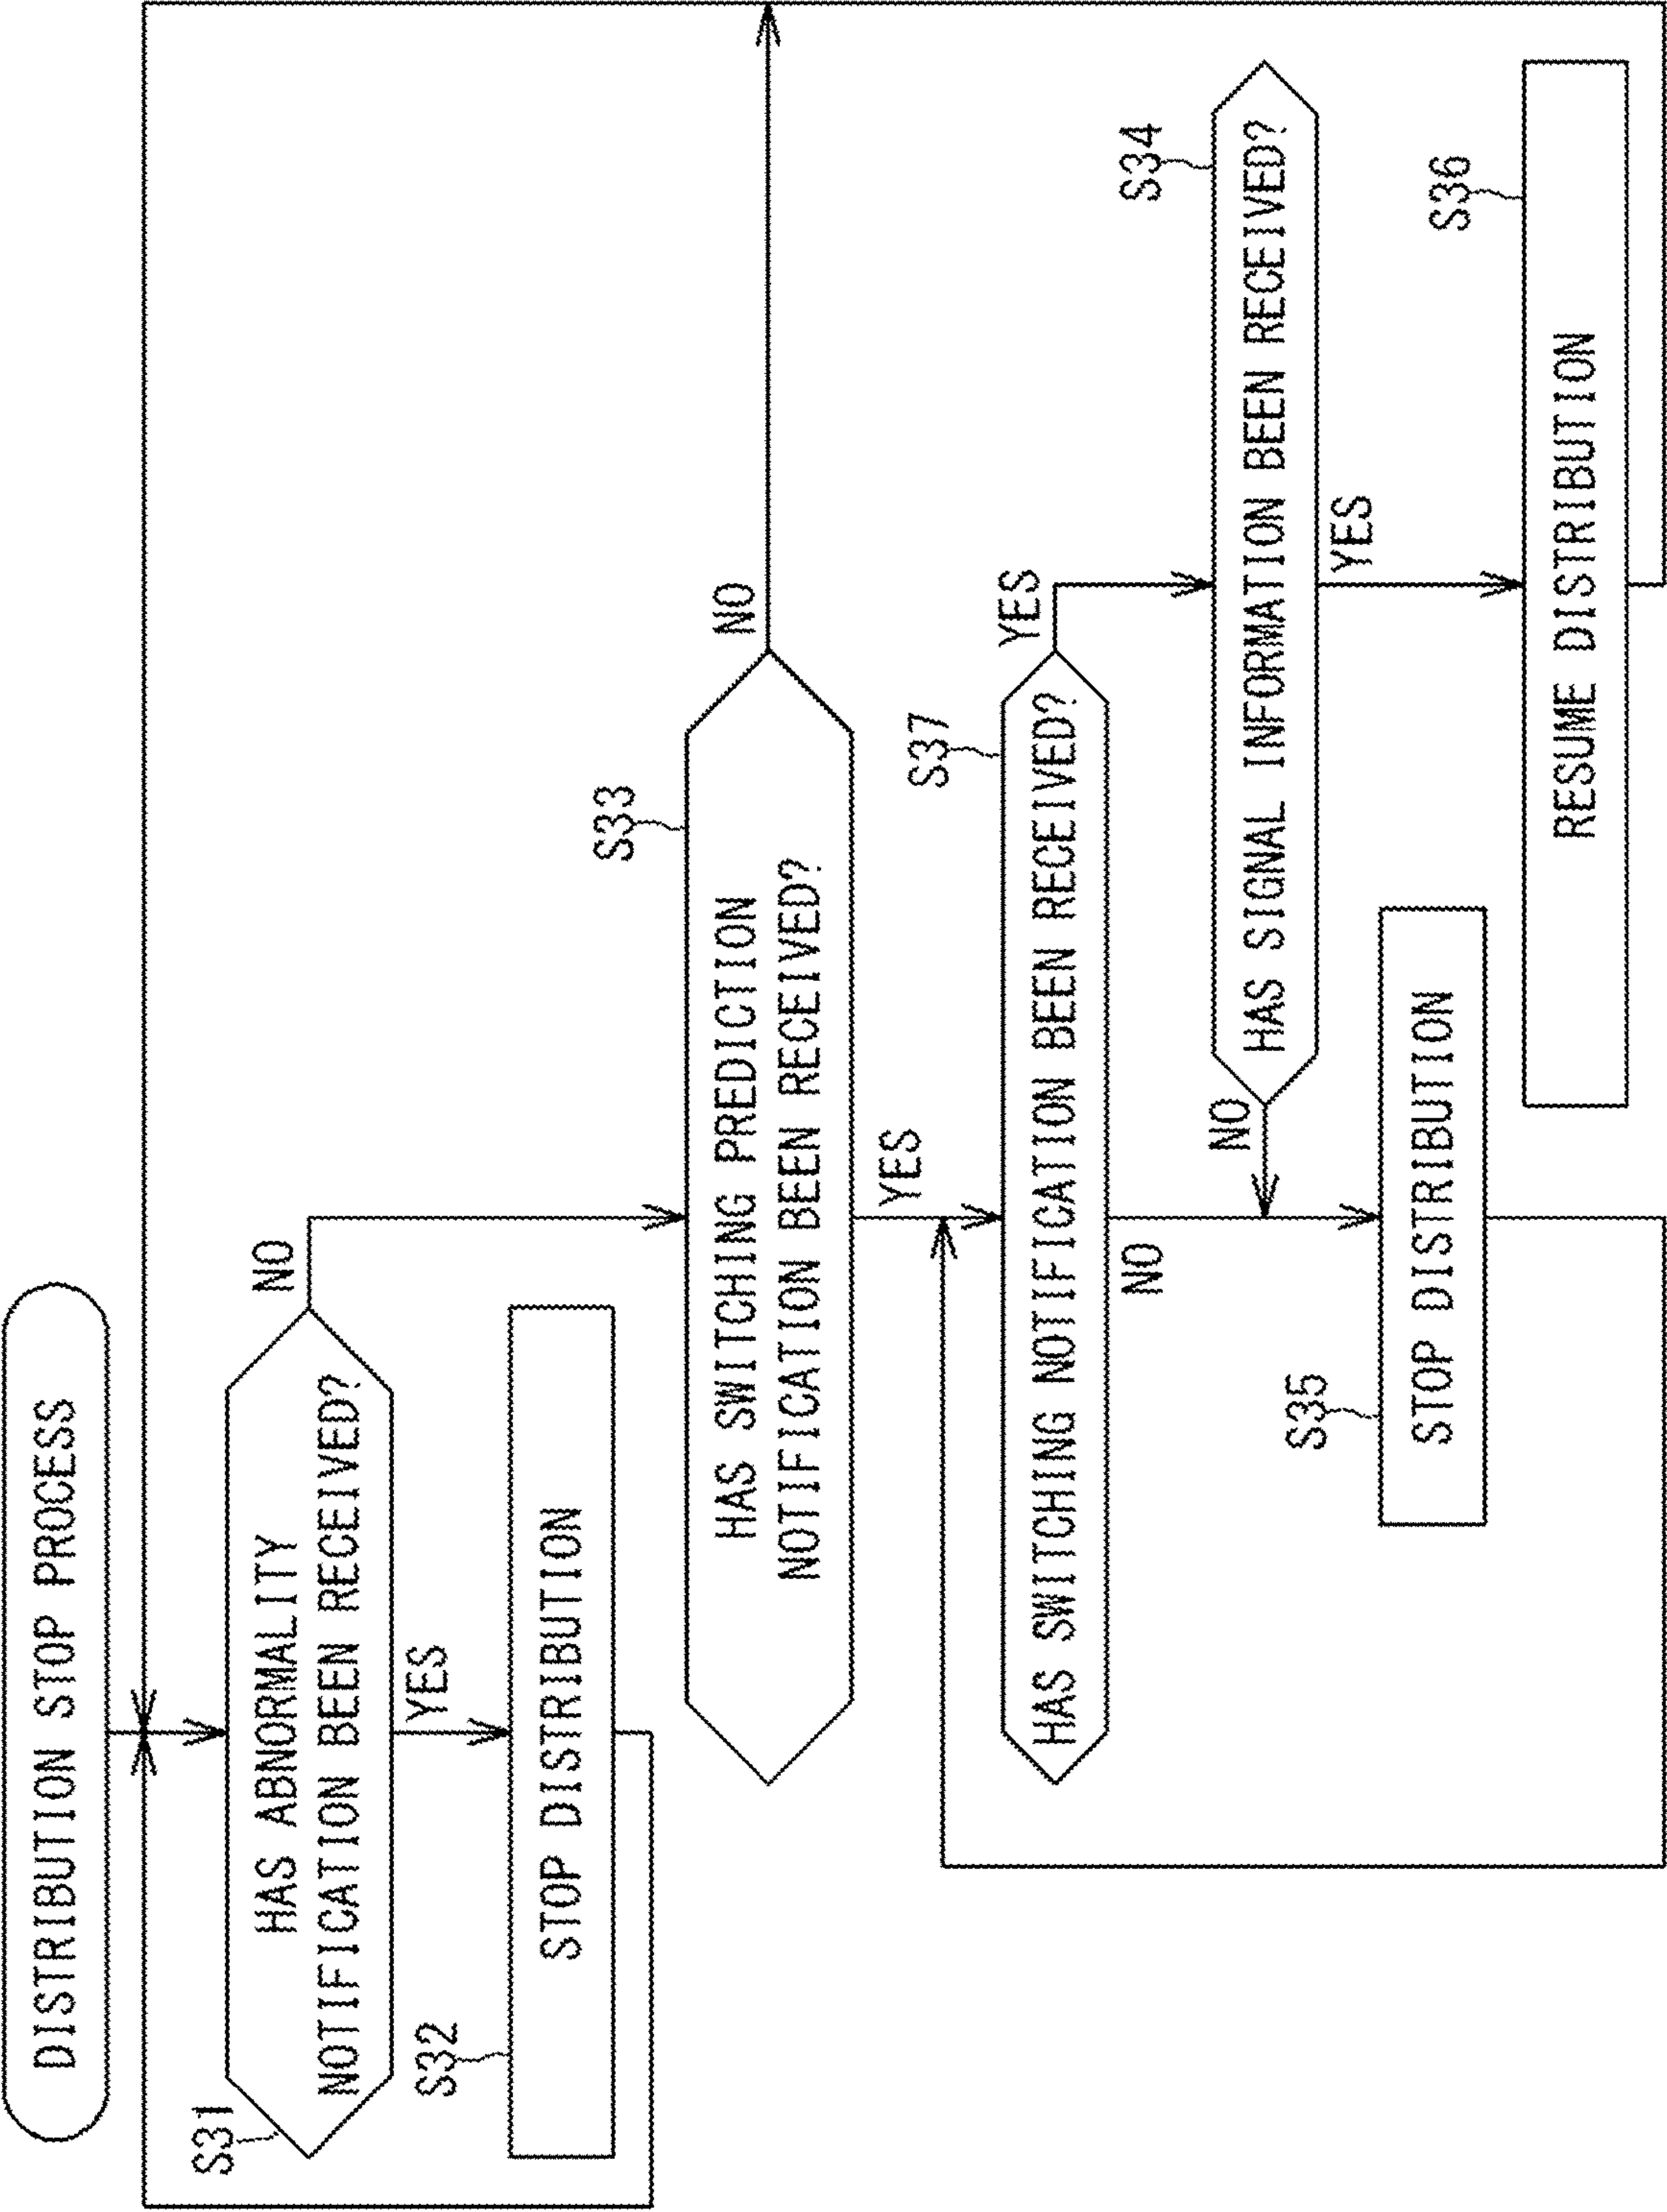 DISTRIBUTION STOP PROCESS
S31
HAS ABNORMALITY
NOTIFICATION BEEN RECEIVED?
NO
YES
S32
STOP DISTRIBUTION
S33
HAS SWITCHING PREDICTION
NOTIFICATION BEEN RECEIVED?
NO
YES
S37
HAS SWITCHING NOTIFICATION BEEN RECEIVED?
YES
NO
S34
HAS SIGNAL INFORMATION BEEN RECEIVED?
NO
YES
S35
STOP DISTRIBUTION
S36
RESUME DISTRIBUTION